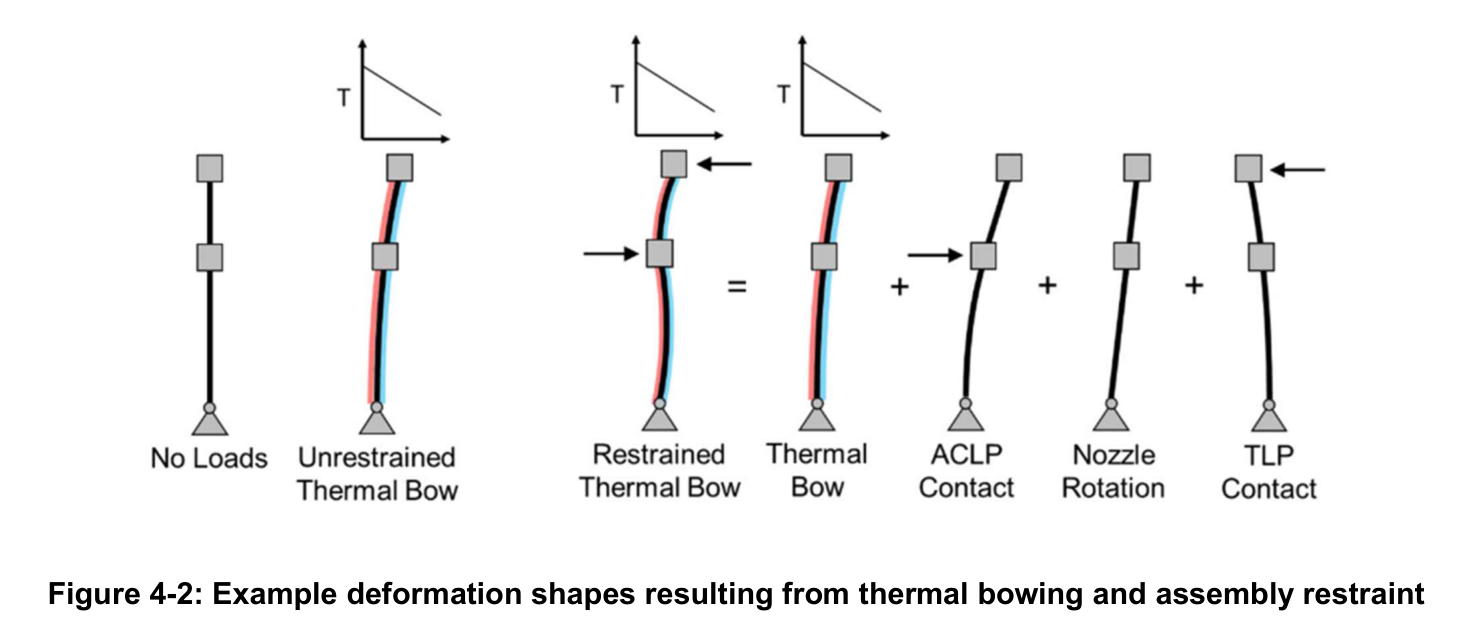 T
T
T
=
+
+
+
No Loads
Unrestrained
Thermal Bow
Restrained
Thermal Bow
Thermal
Bow
ACLP
Contact
Nozzle
Rotation
TLP
Contact
Figure 4-2: Example deformation shapes resulting from thermal bowing and assembly restraint